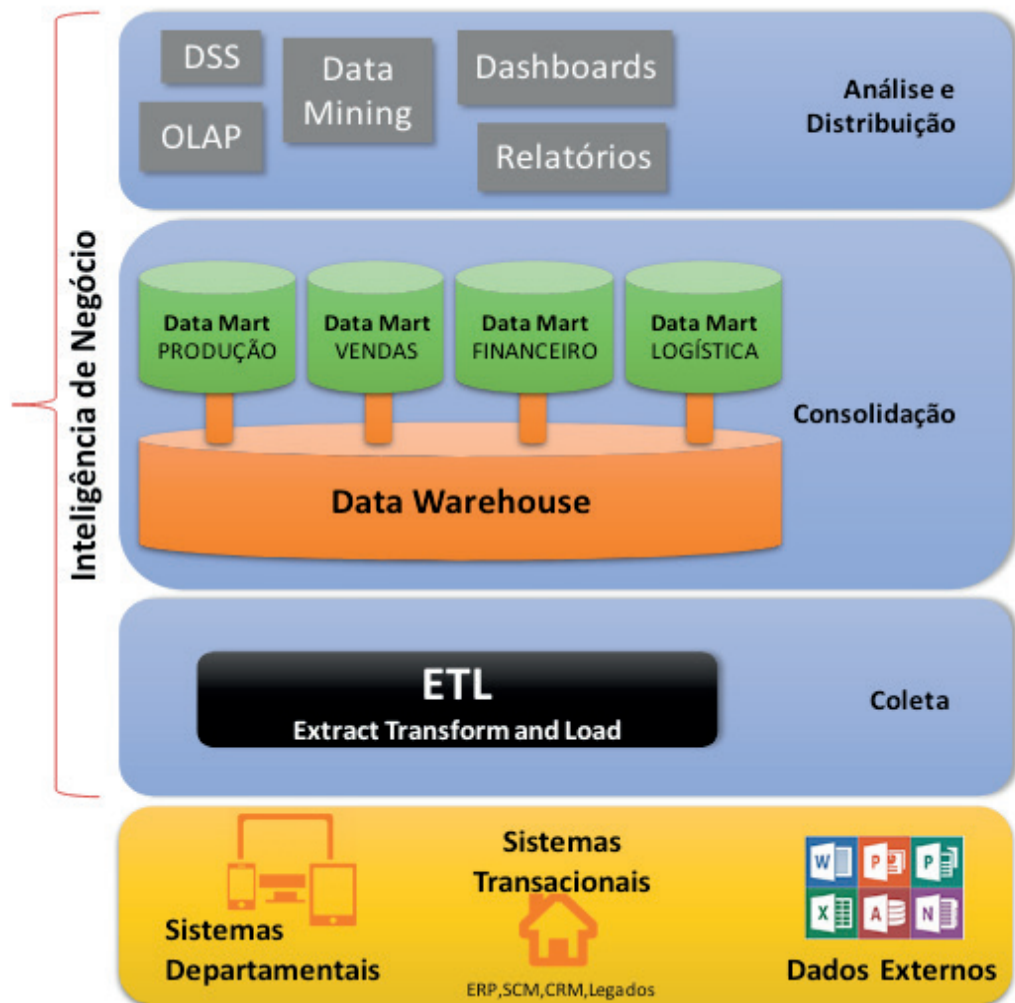 DSS
Data
Mining
Dashboards
OLAP
Relatórios
Análise e
Distribuição
Inteligência de Negócio
Data Mart
PRODUÇÃO
Data Mart
VENDAS
Data Mart
FINANCEIRO
Data Mart
LOGÍSTICA
Consolidação
Data Warehouse
ETL
Extract Transform and Load
Coleta
Sistemas
Departamentais
Sistemas
Transacionais
ERP,SCM,CRM,Legados
W
P
P
X
A
N
Dados Externos